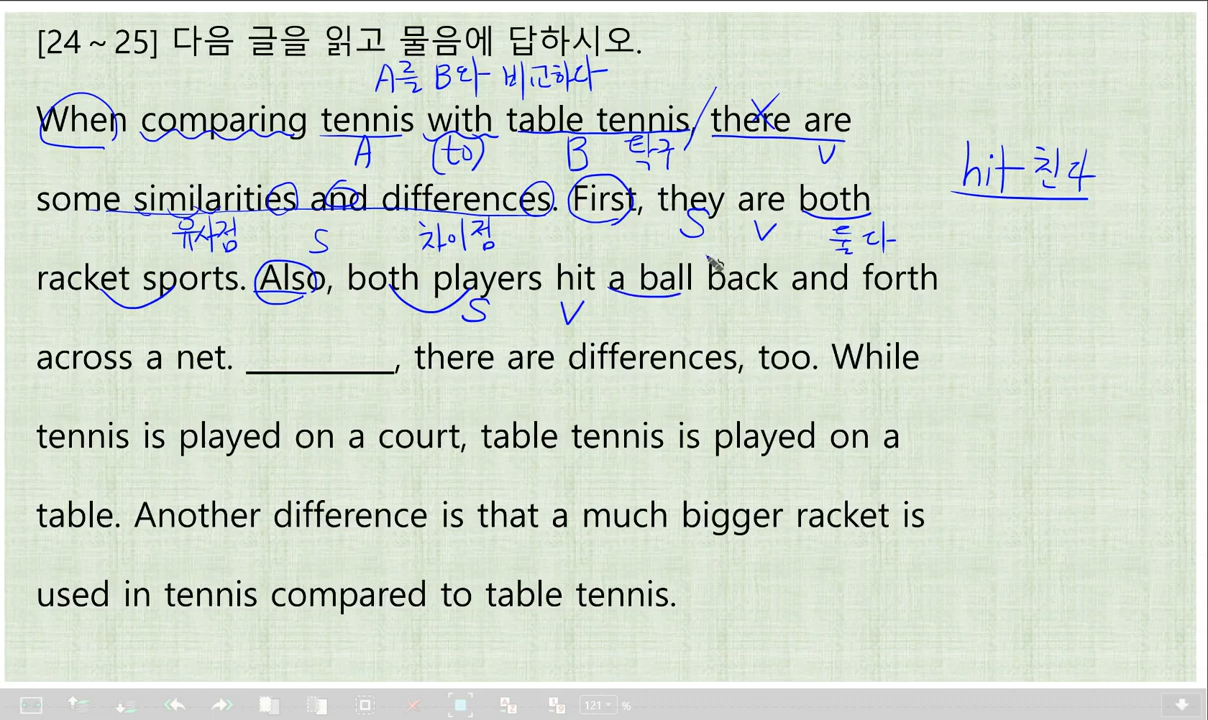 [24～25] 다음 글을 읽고 물음에 답하시오.
A를 B와 비교하다
When comparing tennis with table tennis, there are
A (to) B 탁구 V
hit 친다
some similarities and differences. First, they are both
유사점 S 차이점 S V 둘 다
racket sports. Also, both players hit a ball back and forth
S V
across a net. __________, there are differences, too. While
tennis is played on a court, table tennis is played on a
table. Another difference is that a much bigger racket is
used in tennis compared to table tennis.
121 %